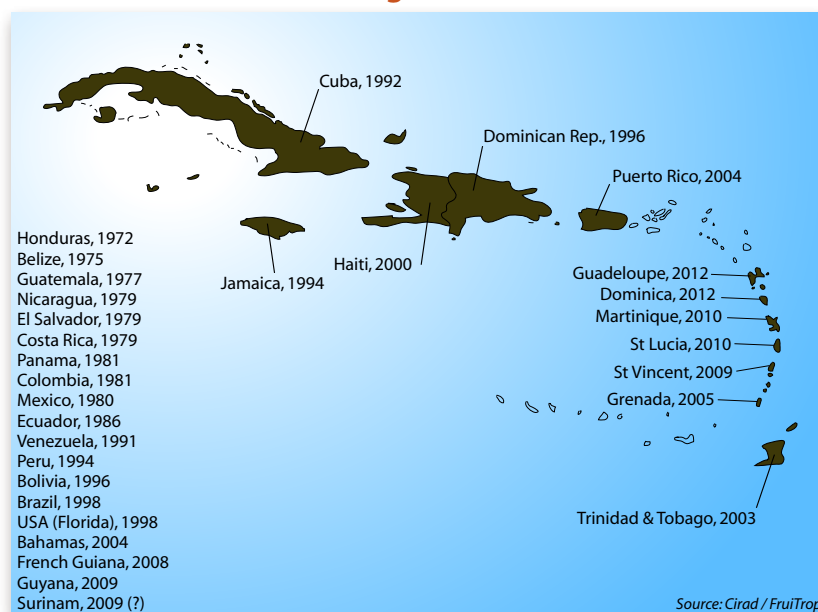 Cuba, 1992
Dominican Rep., 1996
Puerto Rico, 2004
Haiti, 2000
Jamaica, 1994
Guadeloupe, 2012
Dominica, 2012
Martinique, 2010
St Lucia, 2010
St Vincent, 2009
Grenada, 2005
Trinidad & Tobago, 2003
Honduras, 1972
Belize, 1975
Guatemala, 1977
Nicaragua, 1979
El Salvador, 1979
Costa Rica, 1979
Panama, 1981
Colombia, 1981
Mexico, 1980
Ecuador, 1986
Venezuela, 1991
Peru, 1994
Bolivia, 1996
Brazil, 1998
USA (Florida), 1998
Bahamas, 2004
French Guiana, 2008
Guyana, 2009
Surinam, 2009 (?)
Source: Cirad / FruiTrop